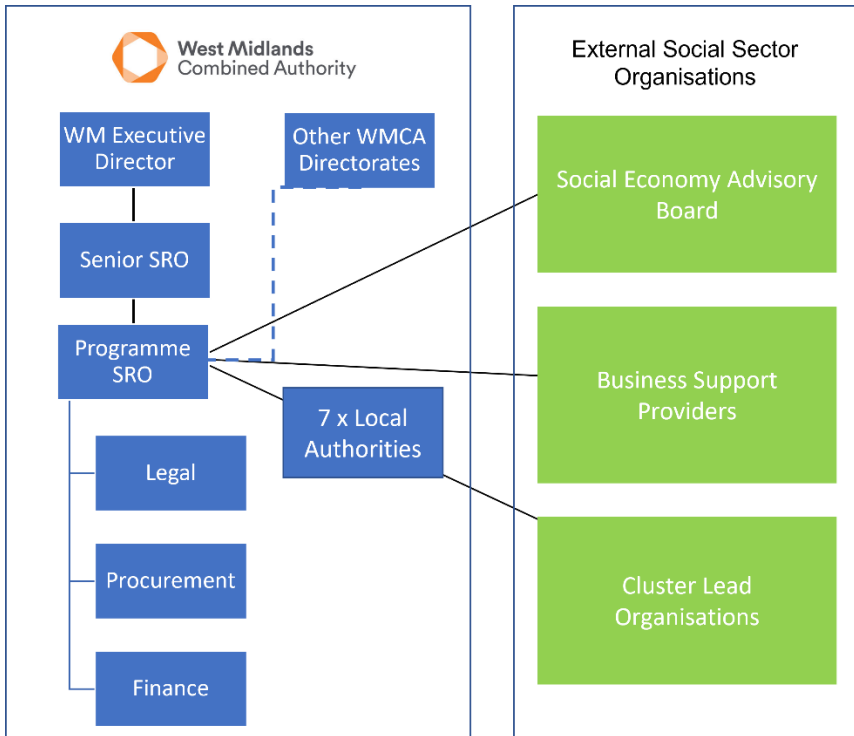 West Midlands
Combined Authority
External Social Sector
Organisations
WM Executive
Director
Other WMCA
Directorates
Social Economy Advisory
Board
Senior SRO
Programme
SRO
Business Support
Providers
7 x Local
Authorities
Legal
Procurement
Cluster Lead
Organisations
Finance